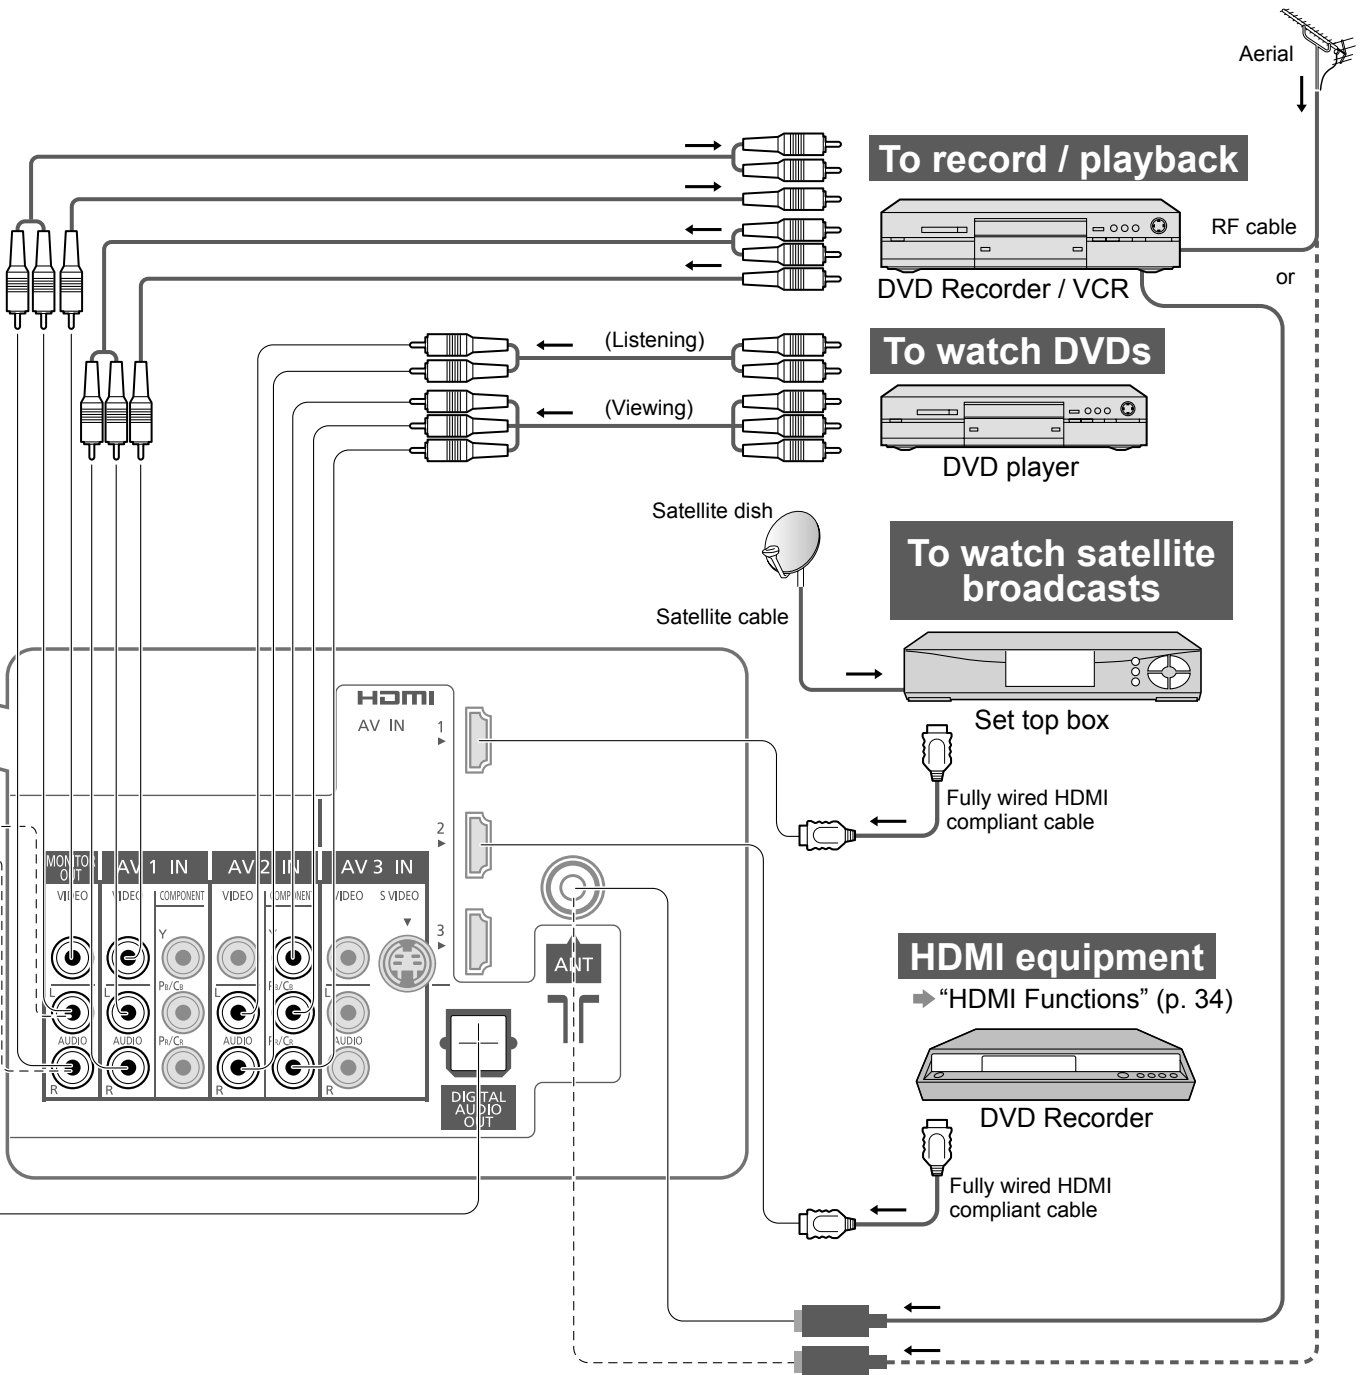 Aerial
To record / playback
RF cable
or
DVD Recorder / VCR
(Listening)
To watch DVDs
(Viewing)
DVD player
Satellite dish
To watch satellite
broadcasts
Satellite cable
Set top box
HDMI
AV IN
1
2
3
Fully wired HDMI
compliant cable
MONITOR
OUT
AV 1 IN
AV 2 IN
AV 3 IN
VIDEO
VIDEO
COMPONENT
VIDEO
COMPONENT
VIDEO
S VIDEO
Y
Y
L
L
PB/CB
L
PB/CB
L
AUDIO
AUDIO
PR/CR
AUDIO
PR/CR
AUDIO
R
R
R
R
ANT
DIGITAL
AUDIO
OUT
HDMI equipment
"HDMI Functions" (p. 34)
DVD Recorder
Fully wired HDMI
compliant cable